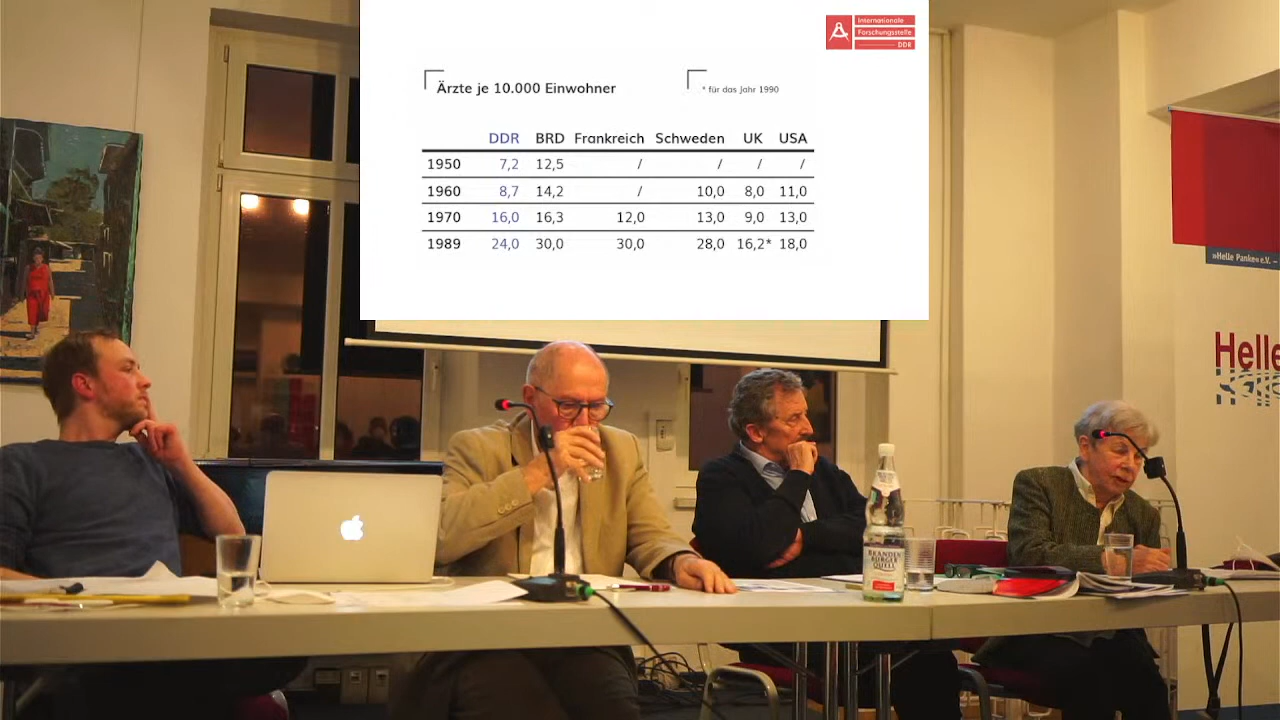 Internationale
Forschungsstelle
DDR
Ärzte je 10.000 Einwohner
* für das Jahr 1990
DDR BRD Frankreich Schweden UK USA
1950 7,2 12,5 / / / /
1960 8,7 14,2 / 10,0 8,0 11,0
1970 16,0 16,3 12,0 13,0 9,0 13,0
1989 24,0 30,0 30,0 28,0 16,2* 18,0
»Helle Panke« e.V. –
Helle
BRANDEN
BURGER
QUELL